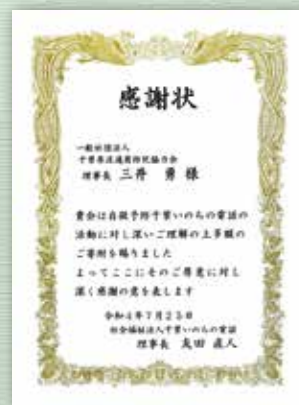 感謝状
一般社団法人
千葉県流通業防犯協力会
理事長 三井 勇 様
貴会は自殺予防千葉いのちの電話の
活動に対し深いご理解の上多額の
ご寄附を賜りました
よってここにそのご厚意に対し
深く感謝の意を表します
令和4年7月23日
社会福祉法人千葉いのちの電話
理事長 田 直人